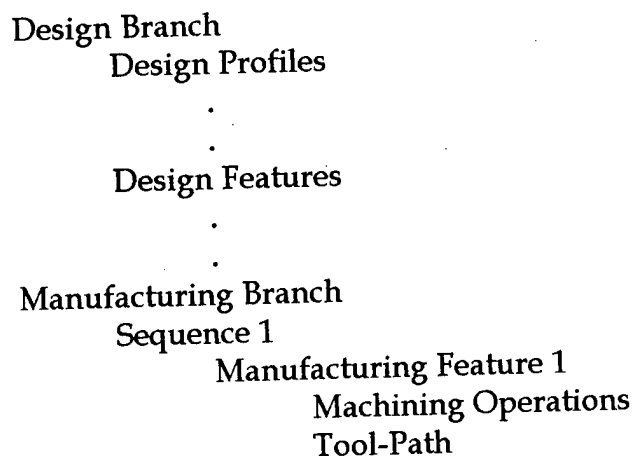 Design Branch
Design Profiles
.
.
Design Features
.
.
Manufacturing Branch
Sequence 1
Manufacturing Feature 1
Machining Operations
Tool-Path